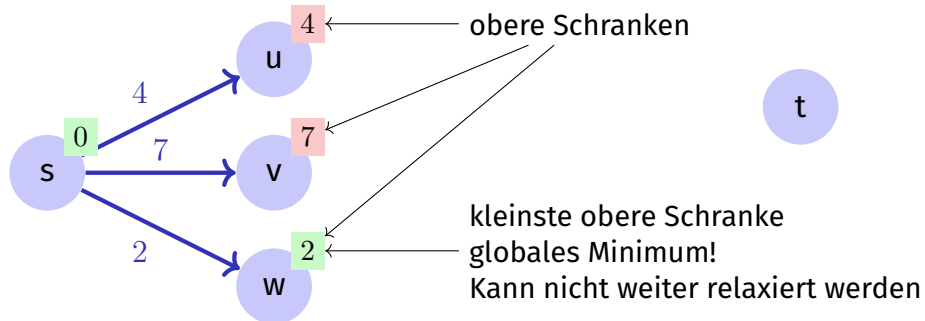 4
obere Schranken
u
4
t
0
7
7
s
v
kleinste obere Schranke
2
2
globales Minimum!
w
Kann nicht weiter relaxiert werden